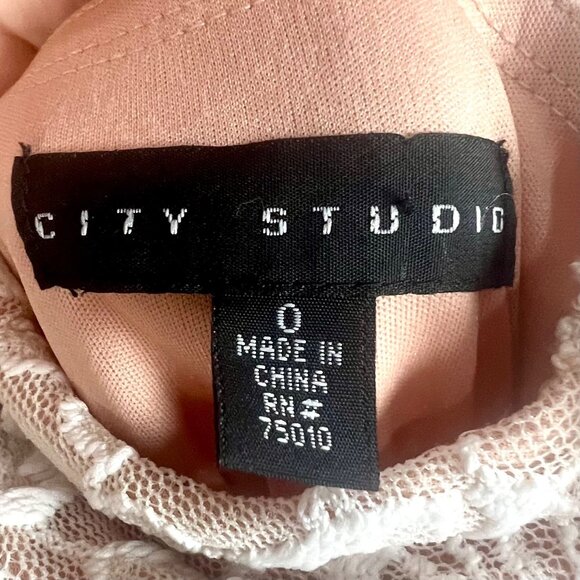 CITY STUDIO
0
MADE IN
CHINA
RN#
75010